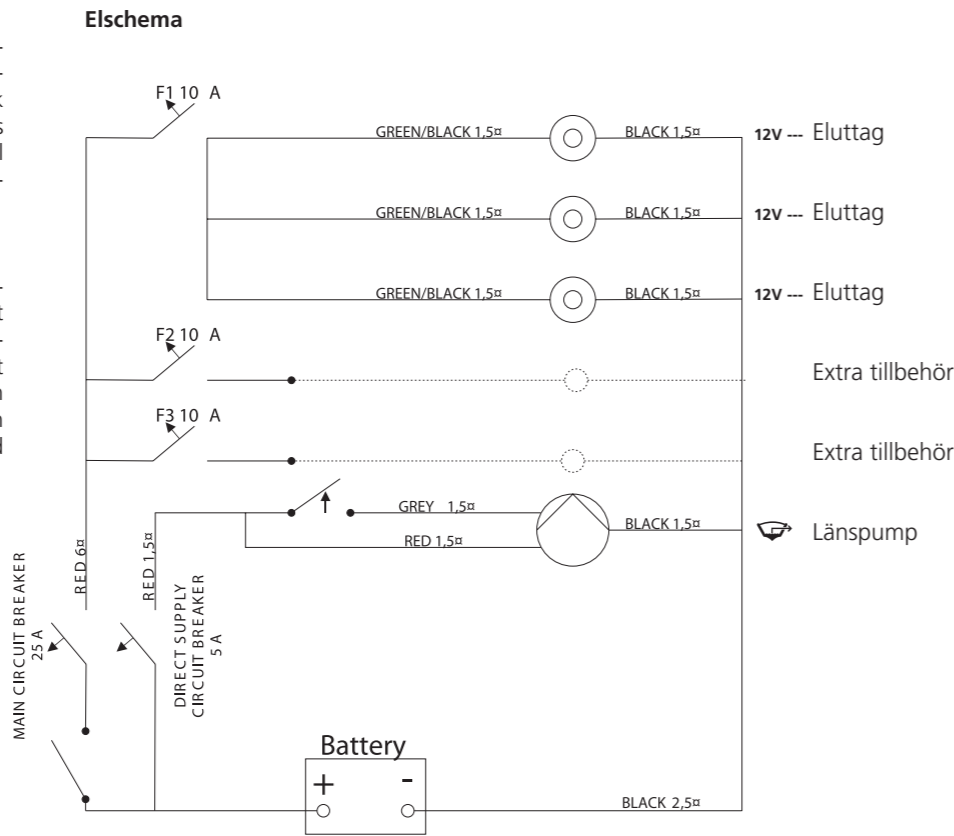 Elschema
F1 10 A
GREEN/BLACK 1,5¤
BLACK 1,5¤
12V --- Eluttag
GREEN/BLACK 1,5¤
BLACK 1,5¤
12V --- Eluttag
GREEN/BLACK 1,5¤
BLACK 1,5¤
12V --- Eluttag
F2 10 A
Extra tillbehör
F3 10 A
Extra tillbehör
GREY 1,5¤
RED 1,5¤
BLACK 1,5¤
Länspump
MAIN CIRCUIT BREAKER
25 A
RED 6¤
RED 1,5¤
DIRECT SUPPLY
CIRCUIT BREAKER
5 A
Battery
+ -
BLACK 2,5¤